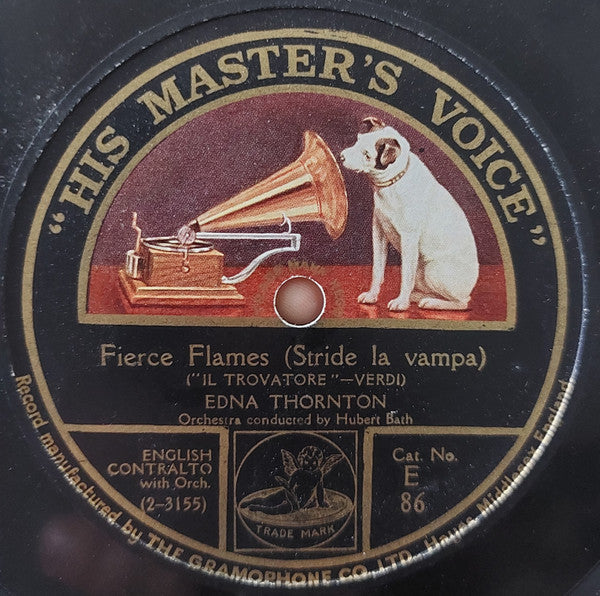 "HIS MASTER'S VOICE"
Fierce Flames (Stride la vampa)
("IL TROVATORE"—VERDI)
EDNA THORNTON
Orchestra conducted by Hubert Bath
ENGLISH
CONTRALTO
with Orch.
(2-3155)
TRADE MARK
Cat. No.
E
86
Record manufactured by THE GRAMOPHONE CO., LTD., Hayes, Middlesex, England